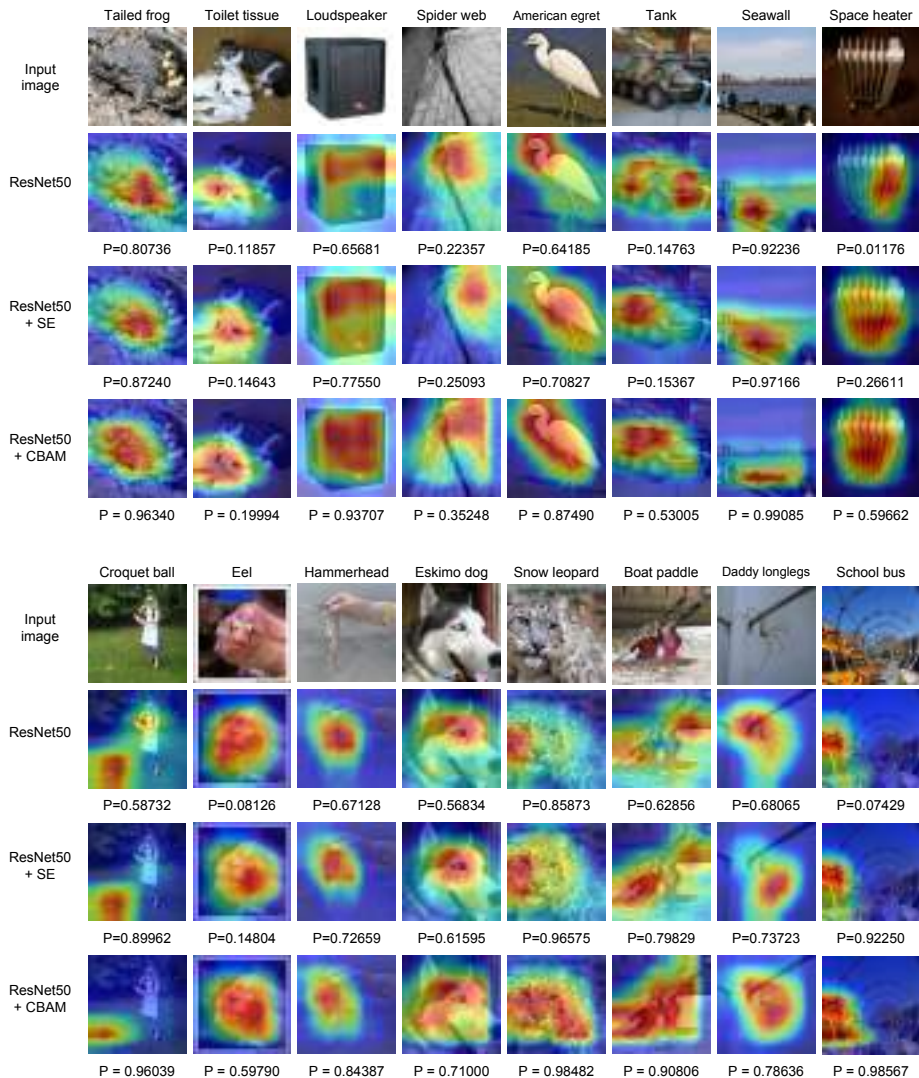 Tailed frog Toilet tissue Loudspeaker Spider web American egret Tank Seawall Space heater
Input
image
ResNet50
P=0.80736 P=0.11857 P=0.65681 P=0.22357 P=0.64185 P=0.14763 P=0.92236 P=0.01176
ResNet50
+ SE
P=0.87240 P=0.14643 P=0.77550 P=0.25093 P=0.70827 P=0.15367 P=0.97166 P=0.26611
ResNet50
+ CBAM
P = 0.96340 P = 0.19994 P = 0.93707 P = 0.35248 P = 0.87490 P = 0.53005 P = 0.99085 P = 0.59662
Croquet ball Eel Hammerhead Eskimo dog Snow leopard Boat paddle Daddy longlegs School bus
Input
image
ResNet50
P=0.58732 P=0.08126 P=0.67128 P=0.56834 P=0.85873 P=0.62856 P=0.68065 P=0.07429
ResNet50
+ SE
P=0.89962 P=0.14804 P=0.72659 P=0.61595 P=0.96575 P=0.79829 P=0.73723 P=0.92250
ResNet50
+ CBAM
P = 0.96039 P = 0.59790 P = 0.84387 P = 0.71000 P = 0.98482 P = 0.90806 P = 0.78636 P = 0.98567